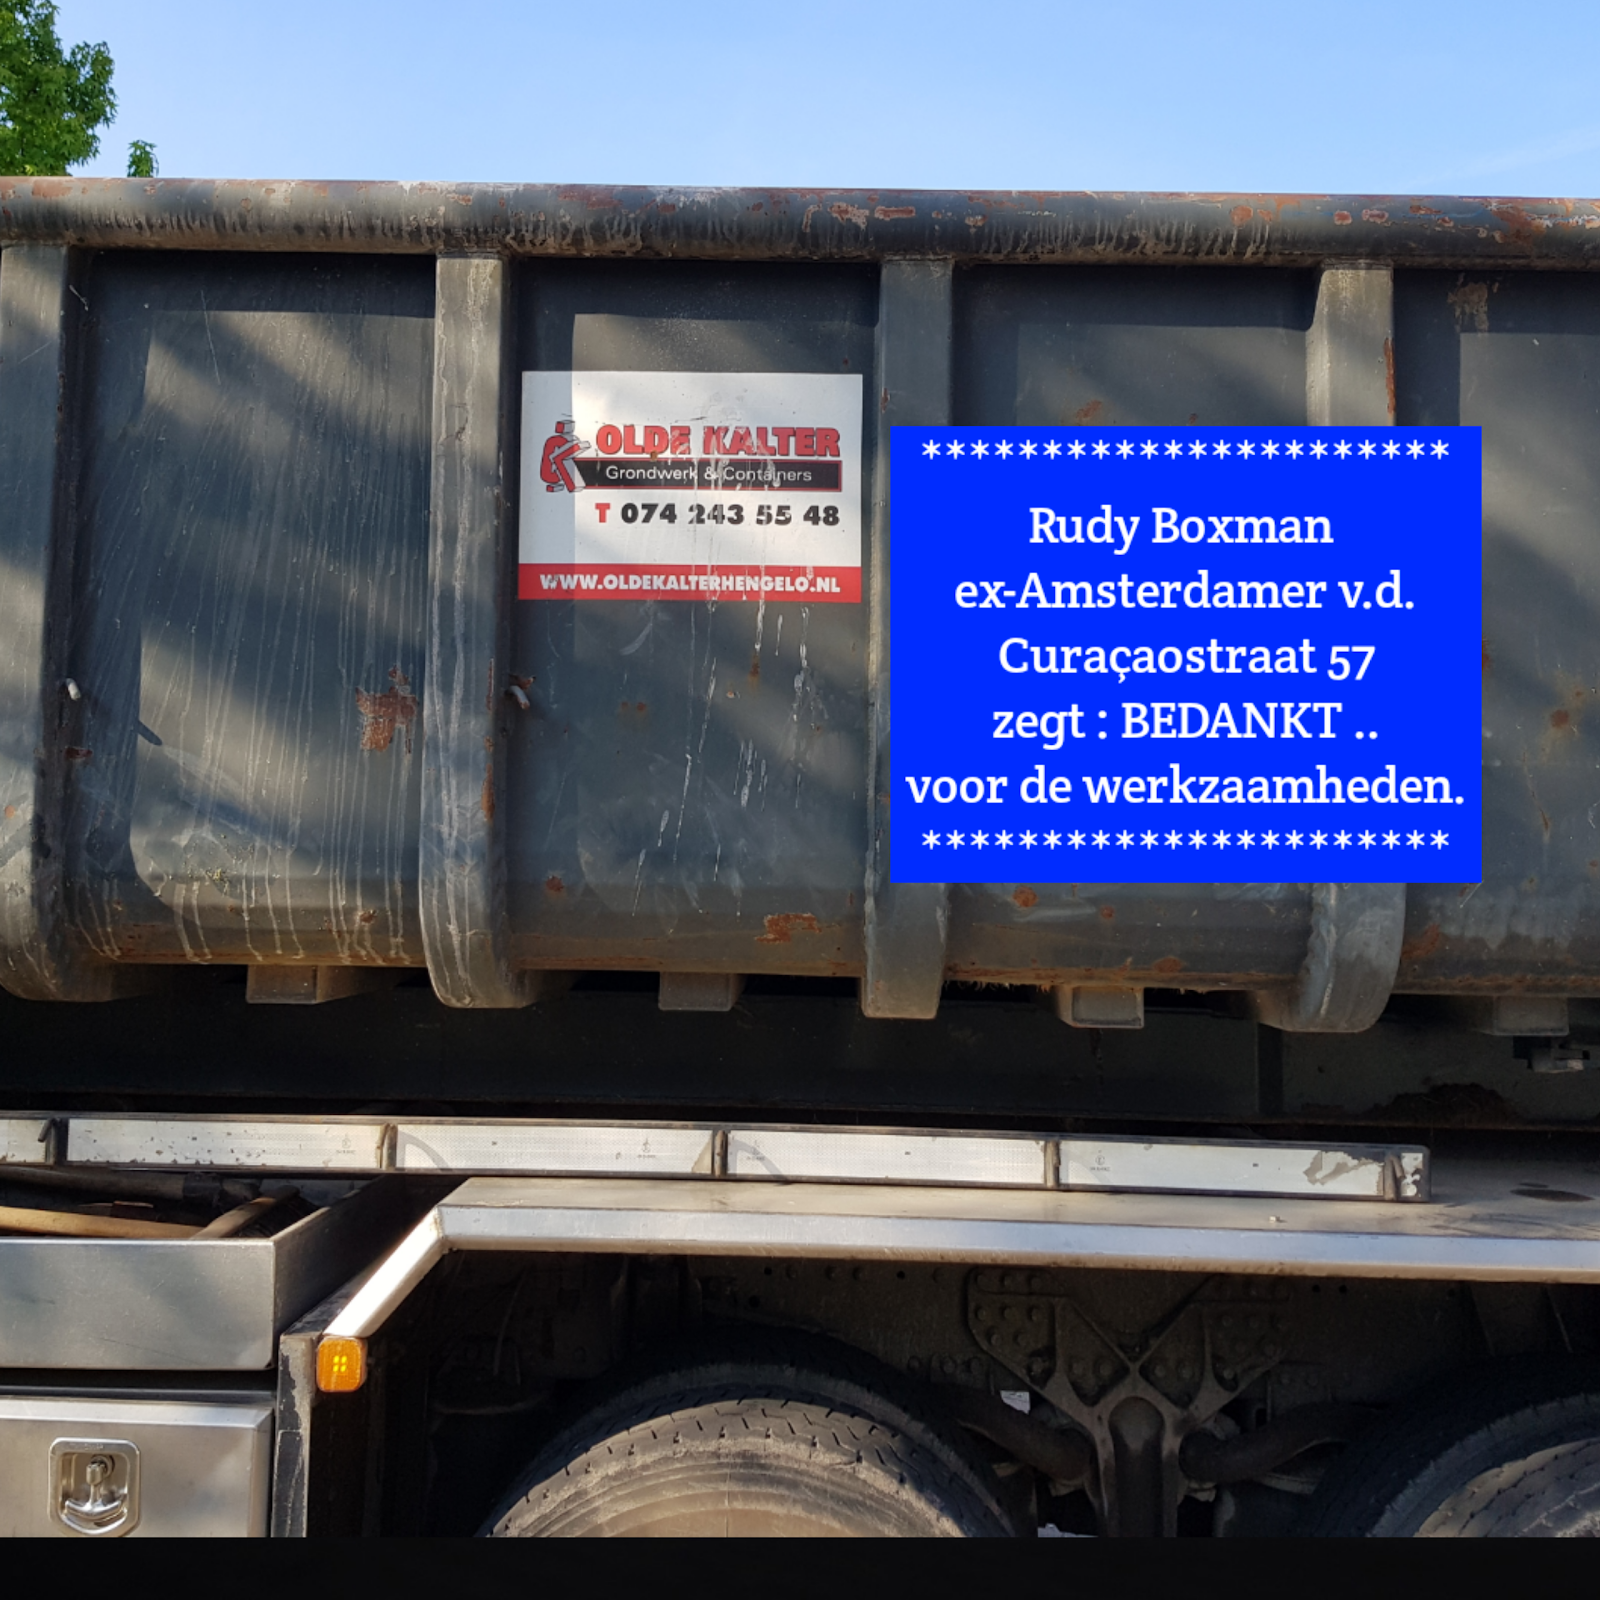 OLDE KALTER
Grondwerk & Containers
T 074 243 55 48
WWW.OLDEKALTERHENGELO.NL
**********************
Rudy Boxman
ex-Amsterdamer v.d.
Curaçaostraat 57
zegt : BEDANKT ..
voor de werkzaamheden.
**********************